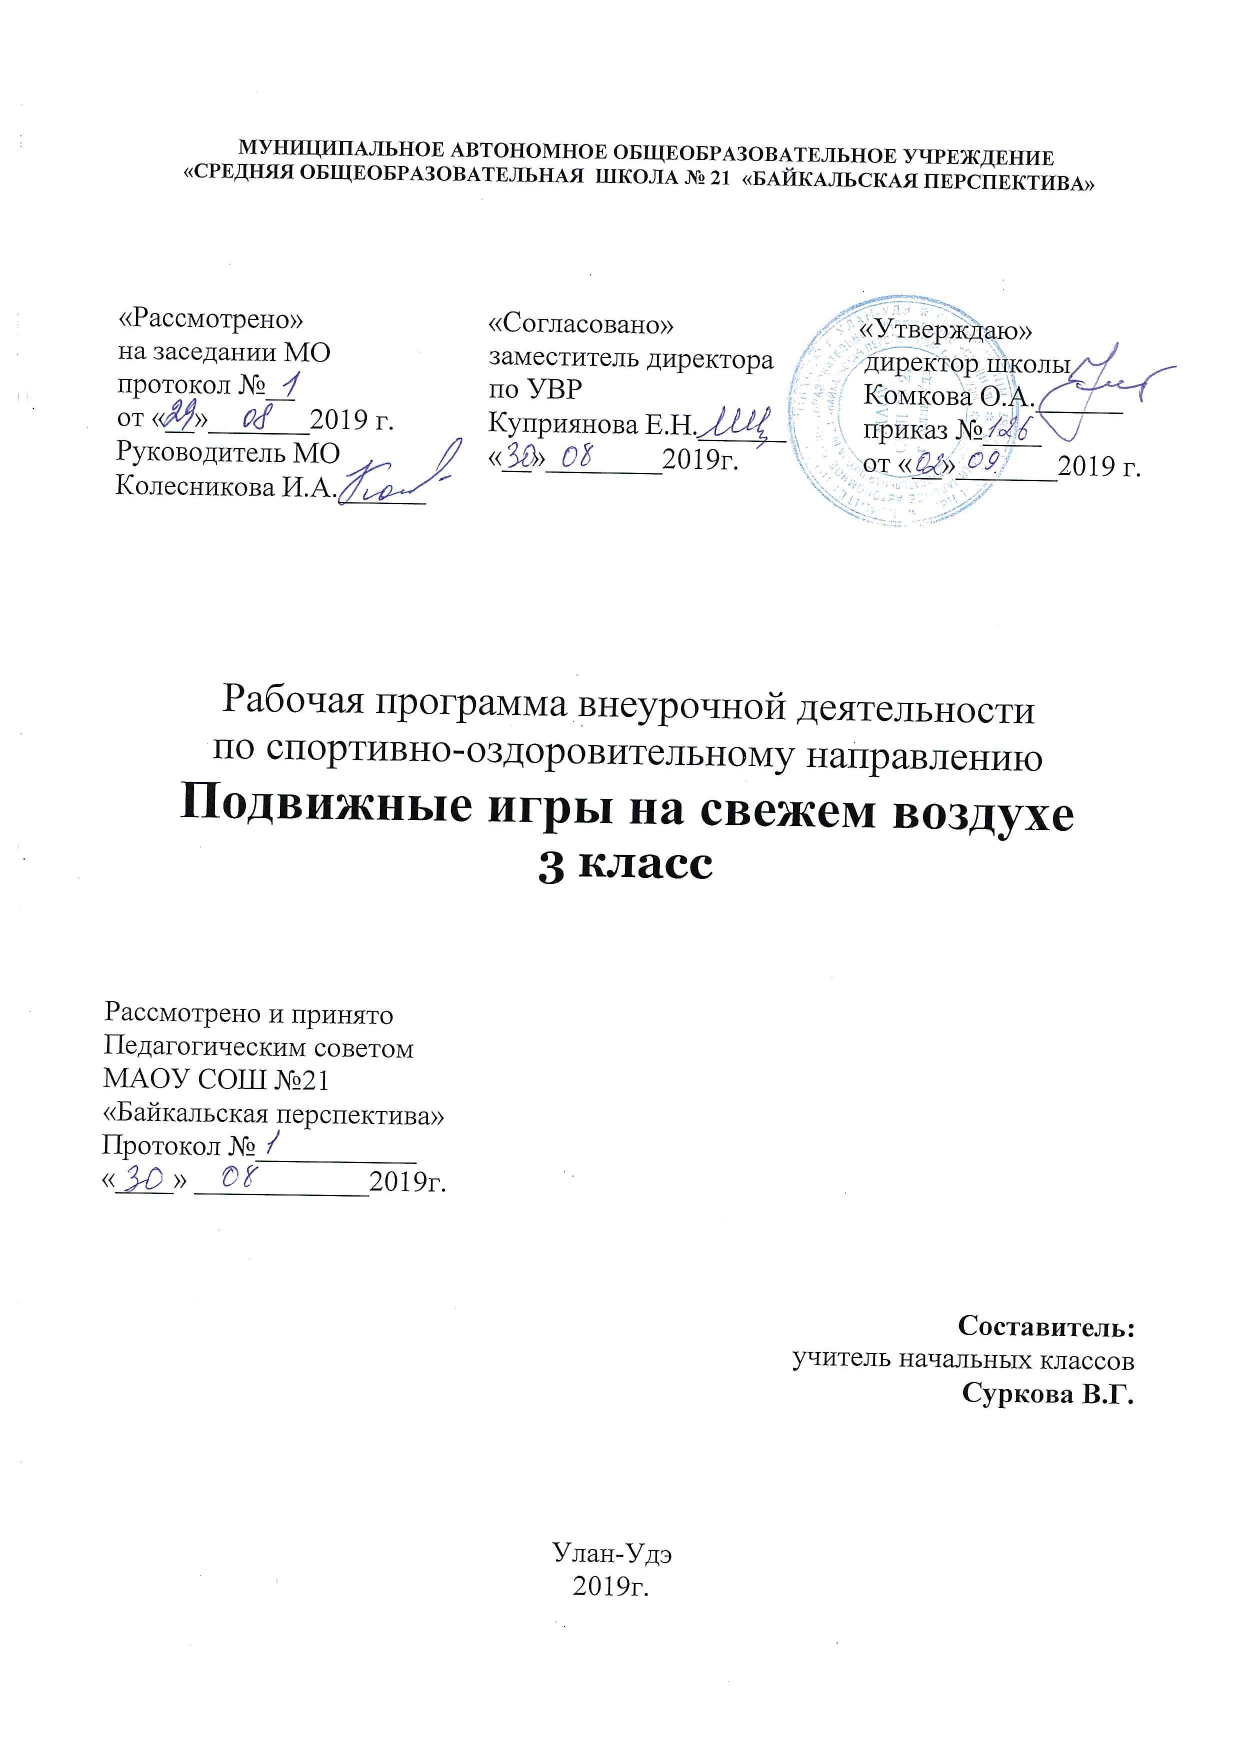 МУНИЦИПАЛЬНОЕ АВТОНОМНОЕ ОБЩЕОБРАЗОВАТЕЛЬНОЕ УЧРЕЖДЕНИЕ
«СРЕДНЯЯ ОБЩЕОБРАЗОВАТЕЛЬНАЯ ШКОЛА № 21 «БАЙКАЛЬСКАЯ ПЕРСПЕКТИВА»
«Рассмотрено»
на заседании МО
протокол № 1
от «29» 08 2019 г.
Руководитель МО
Колесникова И.А.
«Согласовано»
заместитель директора
по УВР
Куприянова Е.Н.
«30» 08 2019г.
«Утверждаю»
директор школы
Комкова О.А.
приказ № 126
от «02» 09. 2019 г.
Рабочая программа внеурочной деятельности
по спортивно-оздоровительному направлению
Подвижные игры на свежем воздухе
3 класс
Рассмотрено и принято
Педагогическим советом
МАОУ СОШ №21
«Байкальская перспектива»
Протокол № 1
«30» 08 2019г.
Составитель:
учитель начальных классов
Суркова В.Г.
Улан-Удэ
2019г.